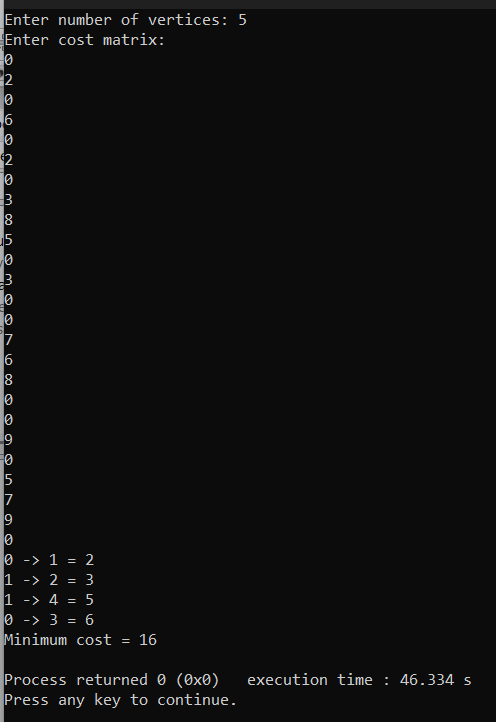 Enter number of vertices: 5
Enter cost matrix:
0
2
0
6
0
2
0
3
8
5
0
3
0
0
7
6
8
0
0
9
0
5
7
9
0
0 -> 1 = 2
1 -> 2 = 3
1 -> 4 = 5
0 -> 3 = 6
Minimum cost = 16
Process returned 0 (0x0)   execution time : 46.334 s
Press any key to continue.